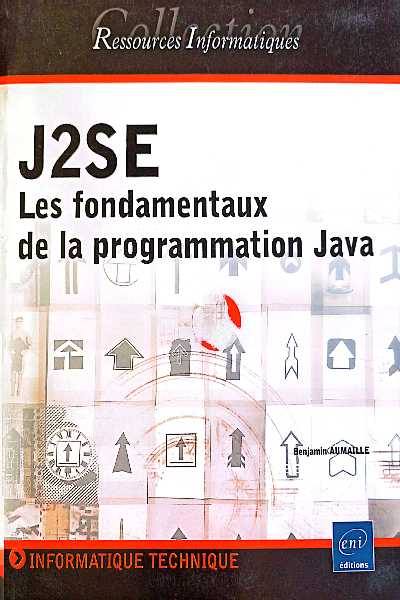 Collection
Ressources Informatiques
J2SE
Les fondamentaux
de la programmation Java
Benjamin AUMAILLE
INFORMATIQUE TECHNIQUE
eni
éditions